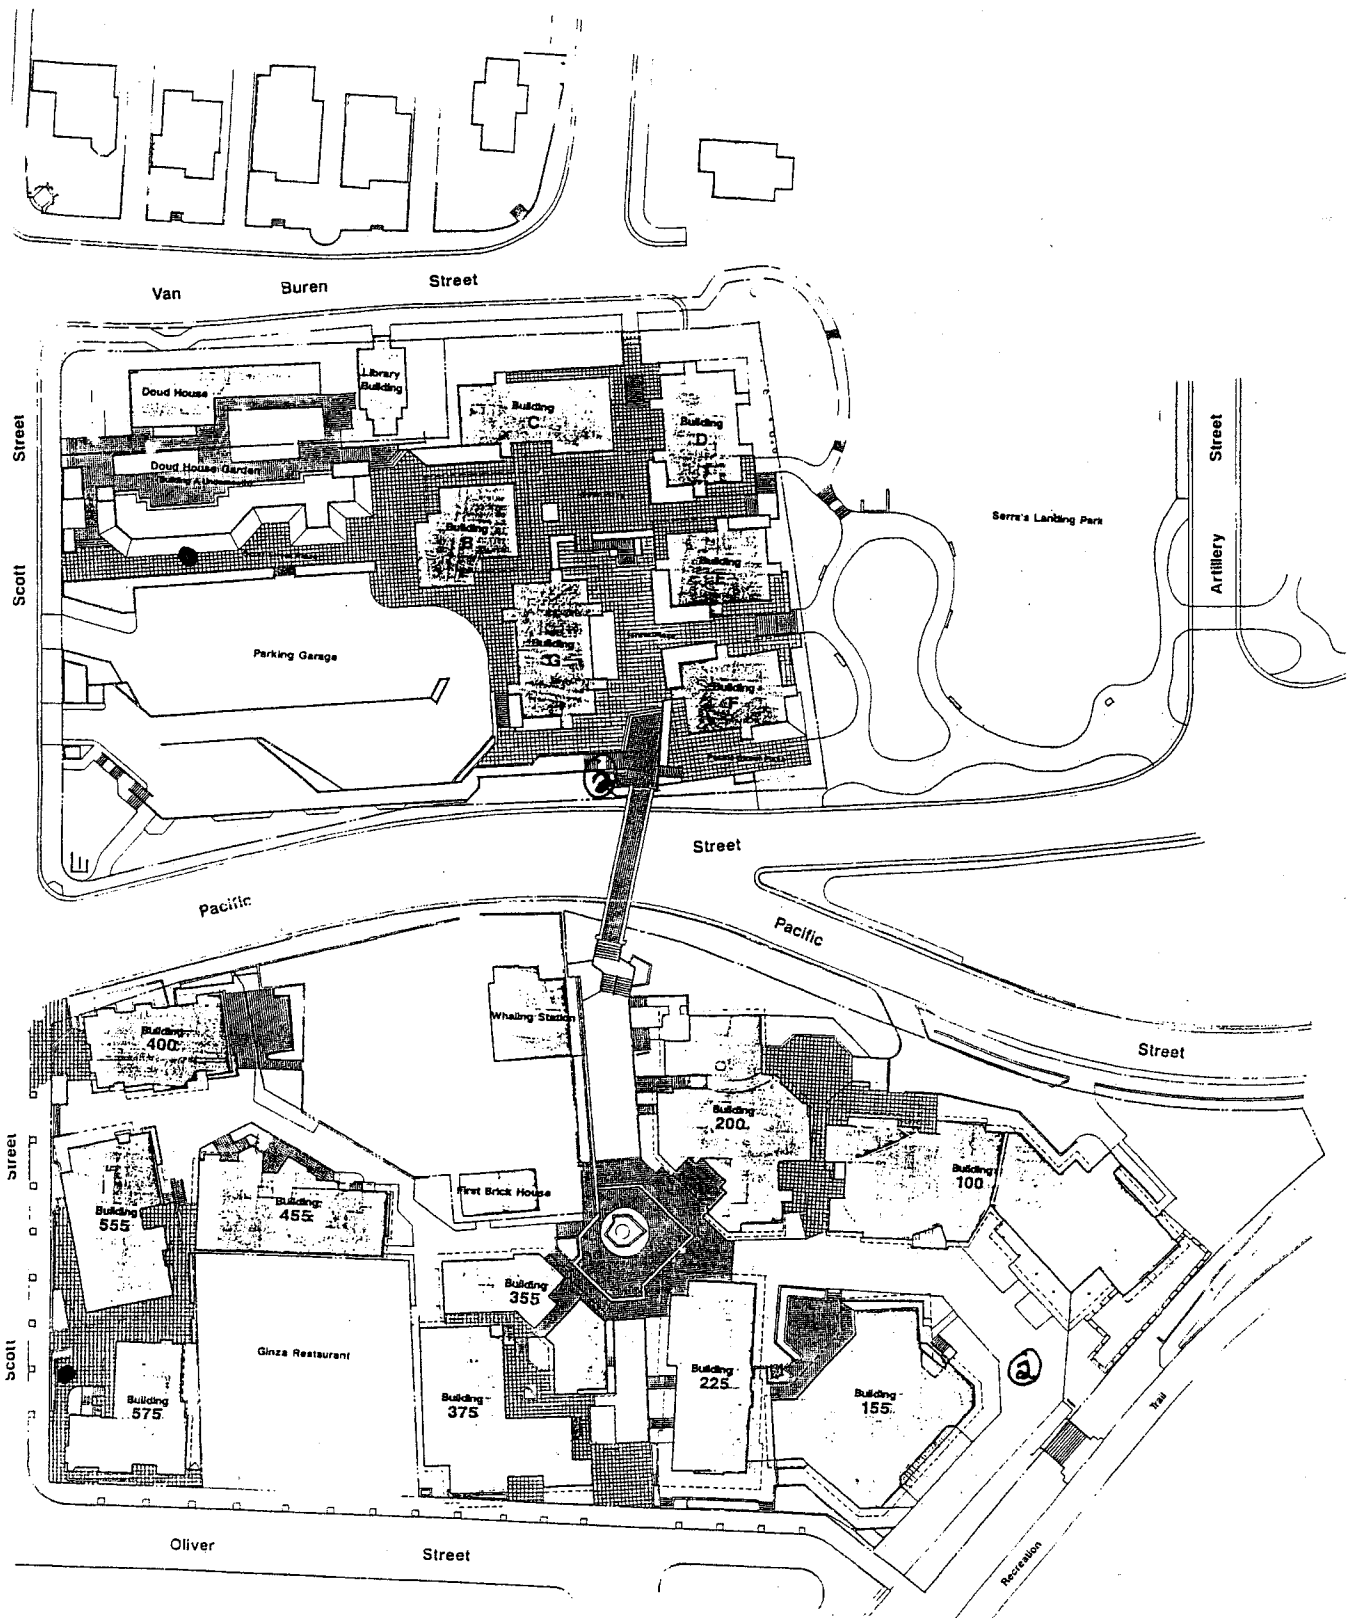 Van Buren Street
Street
Scott
Doud House
Library
Building
Building
C
Building
D
Doud House Garden
Building
B
Building
Building
G
Building
F
Parking Garage
Serra's Landing Park
Street
Artillery
Street
Pacific
Pacific
Street
Whaling Station
Building
400
Building
200
Building
100
Street
Scott
Building
555
Building
455
First Brick House
Building
355
Ginza Restaurant
Building
375
Building
225
Building
155
Building
575
2
Trail
Recreation
Oliver Street